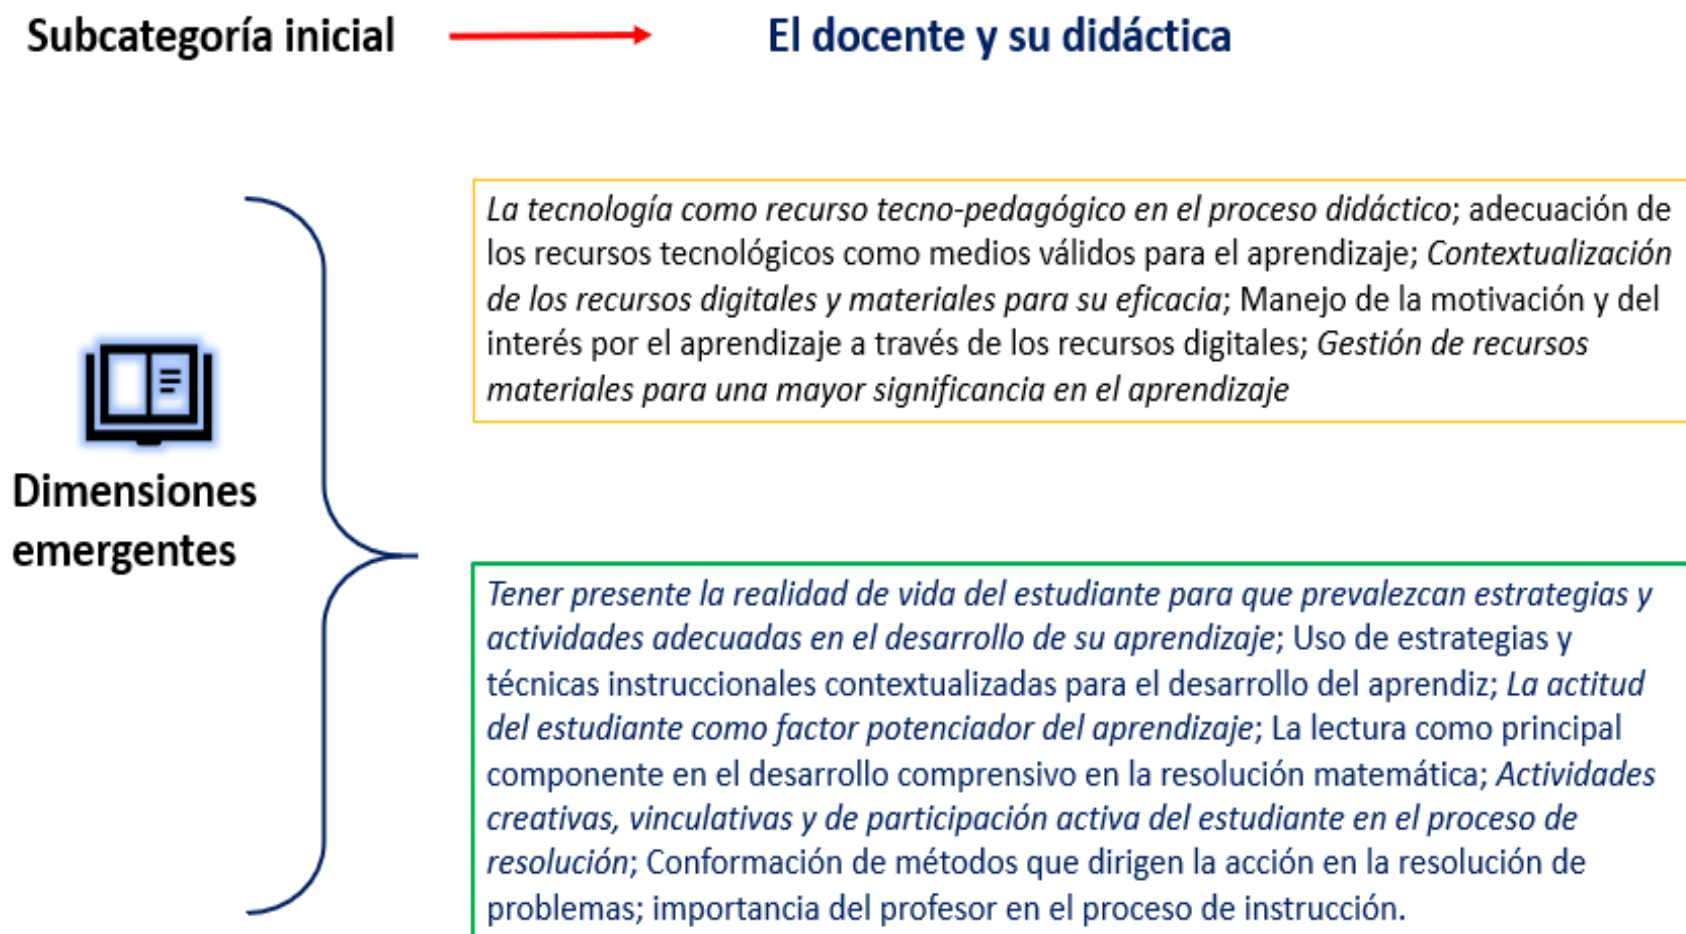 Subcategoría inicial
El docente y su didáctica
La tecnología como recurso tecno-pedagógico en el proceso didáctico; adecuación de
los recursos tecnológicos como medios válidos para el aprendizaje; Contextualización
de los recursos digitales y materiales para su eficacia; Manejo de la motivación y del
interés por el aprendizaje a través de los recursos digitales; Gestión de recursos
materiales para una mayor significancia en el aprendizaje
Dimensiones
emergentes
Tener presente la realidad de vida del estudiante para que prevalezcan estrategias y
actividades adecuadas en el desarrollo de su aprendizaje; Uso de estrategias y
técnicas instruccionales contextualizadas para el desarrollo del aprendiz; La actitud
del estudiante como factor potenciador del aprendizaje; La lectura como principal
componente en el desarrollo comprensivo en la resolución matemática; Actividades
creativas, vinculativas y de participación activa del estudiante en el proceso de
resolución; Conformación de métodos que dirigen la acción en la resolución de
problemas; importancia del profesor en el proceso de instrucción.